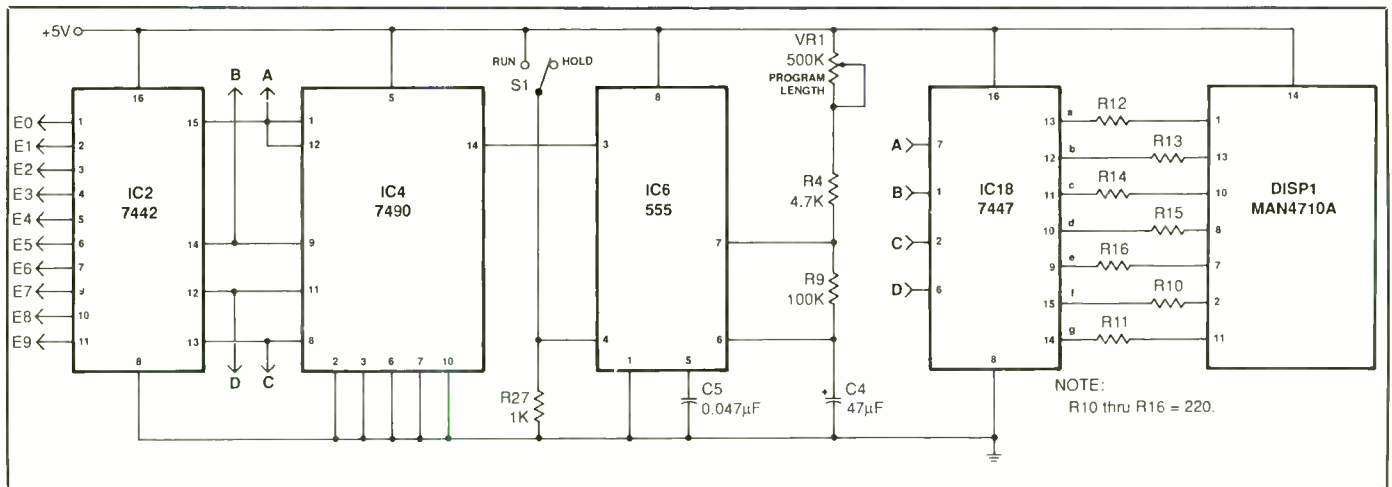 +5V
RUN
HOLD
S1
VR1
500K
PROGRAM
LENGTH
B
A
16
5
8
16
14
E0
E1
E2
E3
E4
E5
E6
E7
E8
E9
1
2
3
4
5
6
7
9
10
11
IC2
7442
15
14
12
13
8
D
C
1
12
9
11
8
IC4
7490
14
2
3
6
7
10
R27
1K
3
4
IC6
555
7
6
1
5
C5
0.047µF
R4
4.7K
R9
100K
+
C4
47µF
A
B
C
D
7
1
2
6
IC18
7447
13
12
11
10
9
15
14
8
a
b
c
d
e
f
g
R12
R13
R14
R15
R16
R10
R11
1
13
10
8
7
2
11
DISP1
MAN4710A
NOTE:
R10 thru R16 = 220.